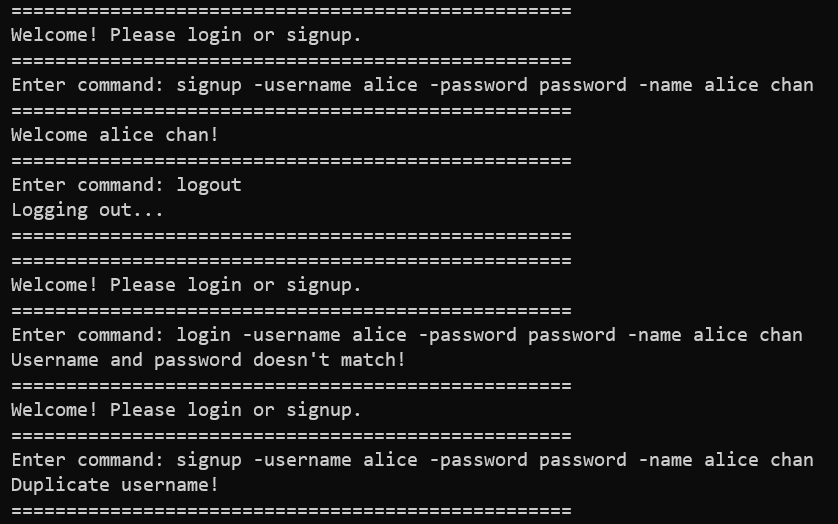 ===================================================
Welcome! Please login or signup.
===================================================
Enter command: signup -username alice -password password -name alice chan
===================================================
Welcome alice chan!
===================================================
Enter command: logout
Logging out...
===================================================
===================================================
Welcome! Please login or signup.
===================================================
Enter command: login -username alice -password password -name alice chan
Username and password doesn't match!
===================================================
Welcome! Please login or signup.
===================================================
Enter command: signup -username alice -password password -name alice chan
Duplicate username!
===================================================